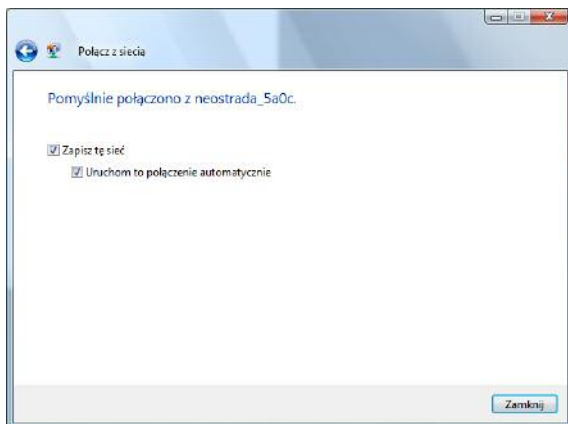 Połącz z siecią
Pomyślnie połączono z neostrada_5a0c.
Zapisz tę sieć
Uruchom to połączenie automatycznie
Zamknij